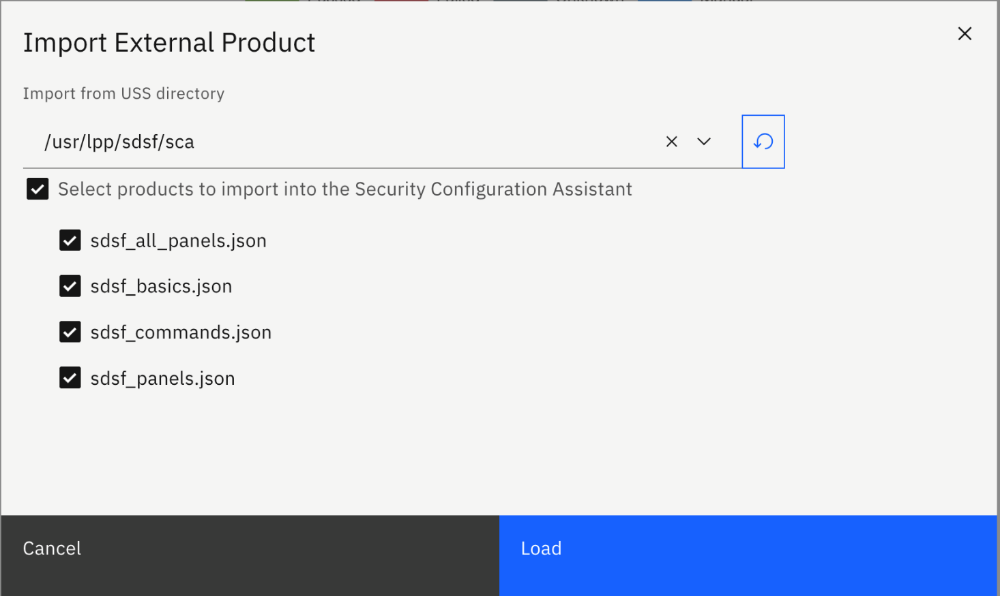 Import External Product
Import from USS directory
/usr/lpp/sdsf/sca
Select products to import into the Security Configuration Assistant
sdsf_all_panels.json
sdsf_basics.json
sdsf_commands.json
sdsf_panels.json
Cancel
Load